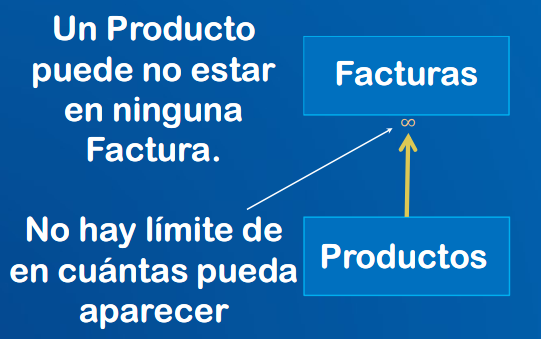 Un Producto
puede no estar
en ninguna
Factura.
Facturas
∞
No hay límite de
en cuántas pueda
aparecer
Productos